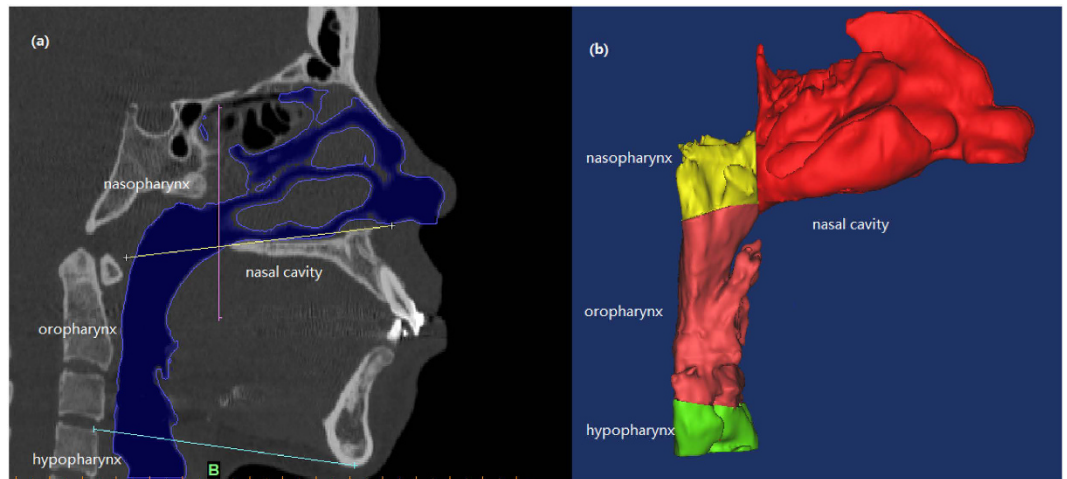 (a)
nasopharynx
nasal cavity
oropharynx
hypopharynx
B
(b)
nasopharynx
nasal cavity
oropharynx
hypopharynx